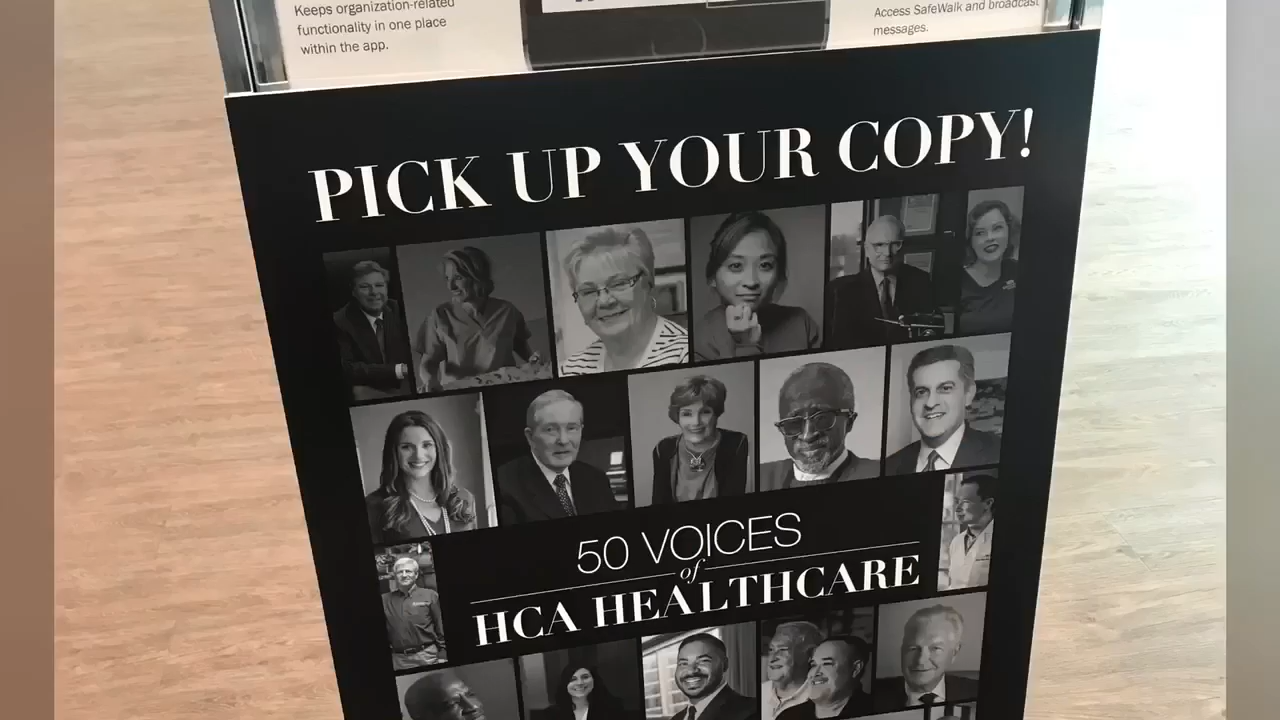 Keeps organization-related
functionality in one place
within the app.
Access SafeWalk and broadcast
messages.
PICK UP YOUR COPY!
50 VOICES
of
HCA HEALTHCARE